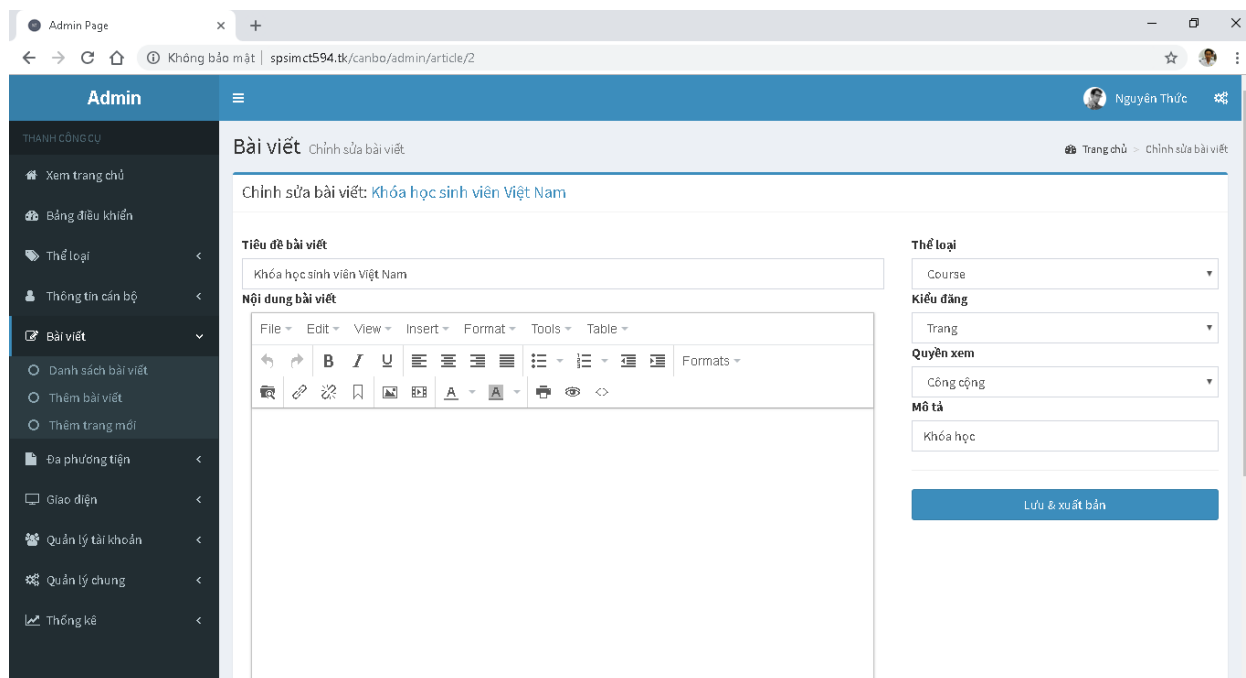 Admin Page
Không bảo mật | spsimct594.tk/canbo/admin/article/2
Admin
Nguyên Thức
THANH CÔNG CỤ
Bài viết Chỉnh sửa bài viết
Trang chủ > Chỉnh sửa bài viết
Xem trang chủ
Chỉnh sửa bài viết: Khóa học sinh viên Việt Nam
Bảng điều khiển
Thể loại
Thông tin cán bộ
Bài viết
Danh sách bài viết
Thêm bài viết
Thêm trang mới
Đa phương tiện
Giao diện
Quản lý tài khoản
Quản lý chung
Thống kê
Tiêu đề bài viết
Khóa học sinh viên Việt Nam
Nội dung bài viết
File Edit View Insert Format Tools Table
B I U Formats
A A
Thể loại
Course
Kiểu đăng
Trang
Quyền xem
Công cộng
Mô tả
Khóa học
Lưu & xuất bản